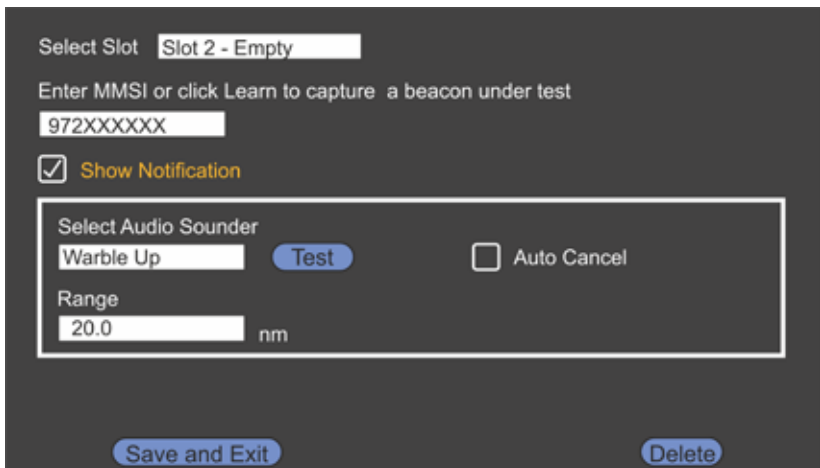 Select Slot Slot 2 - Empty
Enter MMSI or click Learn to capture a beacon under test
972XXXXXX
Show Notification
Select Audio Sounder
Warble Up Test Auto Cancel
Range
20.0 nm
Save and Exit Delete